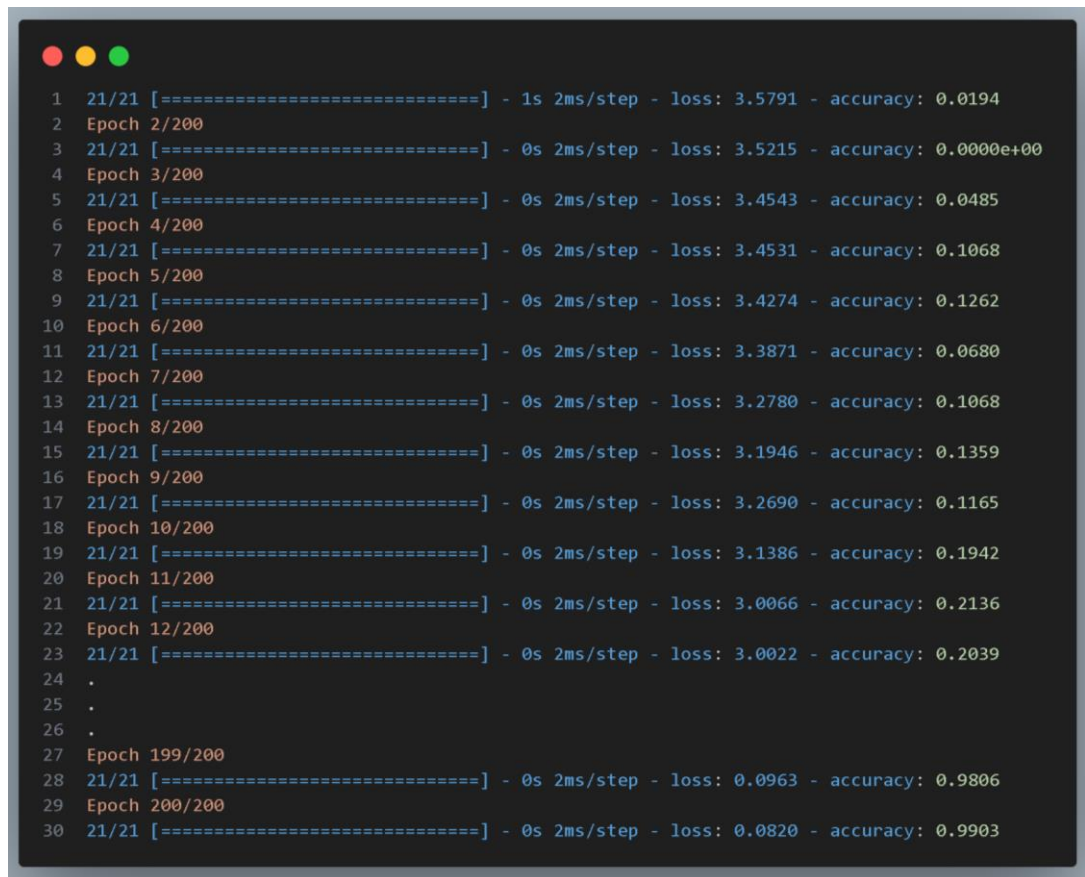 1 21/21 [==============================] - 1s 2ms/step - loss: 3.5791 - accuracy: 0.0194
2 Epoch 2/200
3 21/21 [==============================] - 0s 2ms/step - loss: 3.5215 - accuracy: 0.0000e+00
4 Epoch 3/200
5 21/21 [==============================] - 0s 2ms/step - loss: 3.4543 - accuracy: 0.0485
6 Epoch 4/200
7 21/21 [==============================] - 0s 2ms/step - loss: 3.4531 - accuracy: 0.1068
8 Epoch 5/200
9 21/21 [==============================] - 0s 2ms/step - loss: 3.4274 - accuracy: 0.1262
10 Epoch 6/200
11 21/21 [==============================] - 0s 2ms/step - loss: 3.3871 - accuracy: 0.0680
12 Epoch 7/200
13 21/21 [==============================] - 0s 2ms/step - loss: 3.2780 - accuracy: 0.1068
14 Epoch 8/200
15 21/21 [==============================] - 0s 2ms/step - loss: 3.1946 - accuracy: 0.1359
16 Epoch 9/200
17 21/21 [==============================] - 0s 2ms/step - loss: 3.2690 - accuracy: 0.1165
18 Epoch 10/200
19 21/21 [==============================] - 0s 2ms/step - loss: 3.1386 - accuracy: 0.1942
20 Epoch 11/200
21 21/21 [==============================] - 0s 2ms/step - loss: 3.0066 - accuracy: 0.2136
22 Epoch 12/200
23 21/21 [==============================] - 0s 2ms/step - loss: 3.0022 - accuracy: 0.2039
24 .
25 .
26 .
27 Epoch 199/200
28 21/21 [==============================] - 0s 2ms/step - loss: 0.0963 - accuracy: 0.9806
29 Epoch 200/200
30 21/21 [==============================] - 0s 2ms/step - loss: 0.0820 - accuracy: 0.9903